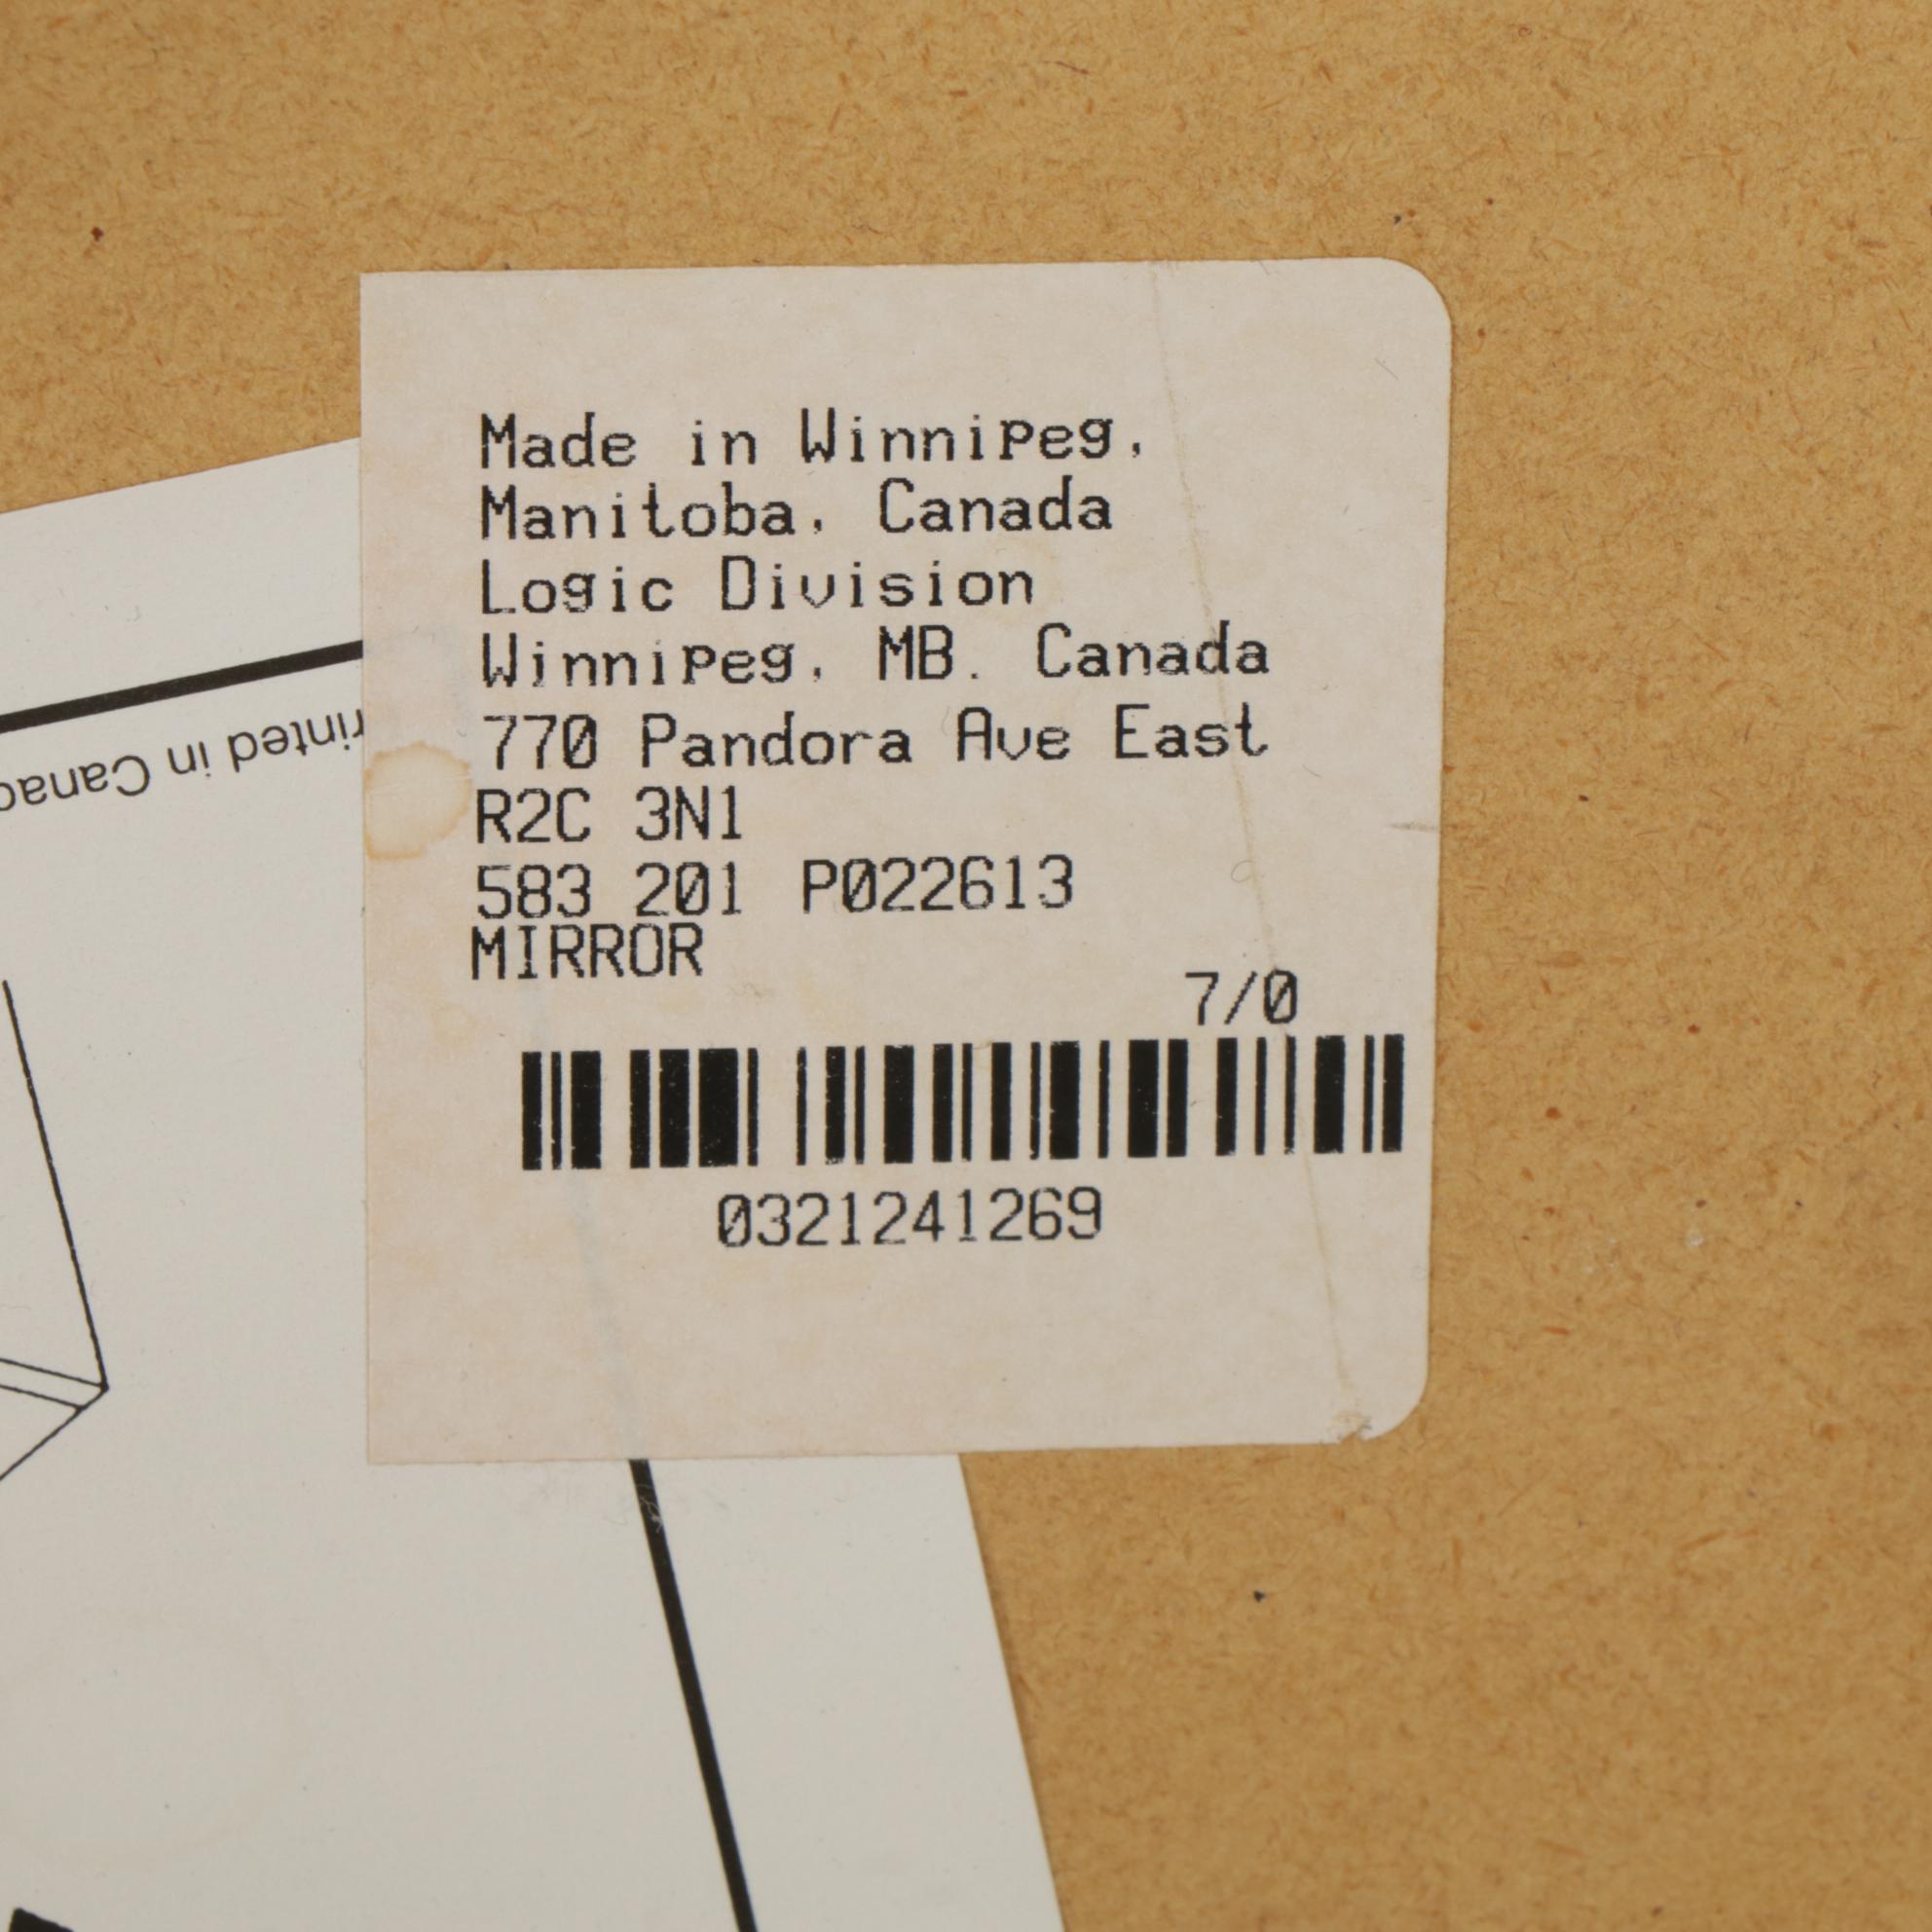 Made in Winnipeg,
Manitoba, Canada
Logic Division
Winnipeg, MB. Canada
770 Pandora Ave East
R2C 3N1
583 201 P022613
MIRROR
7/0
0321241269
rinted in Canad